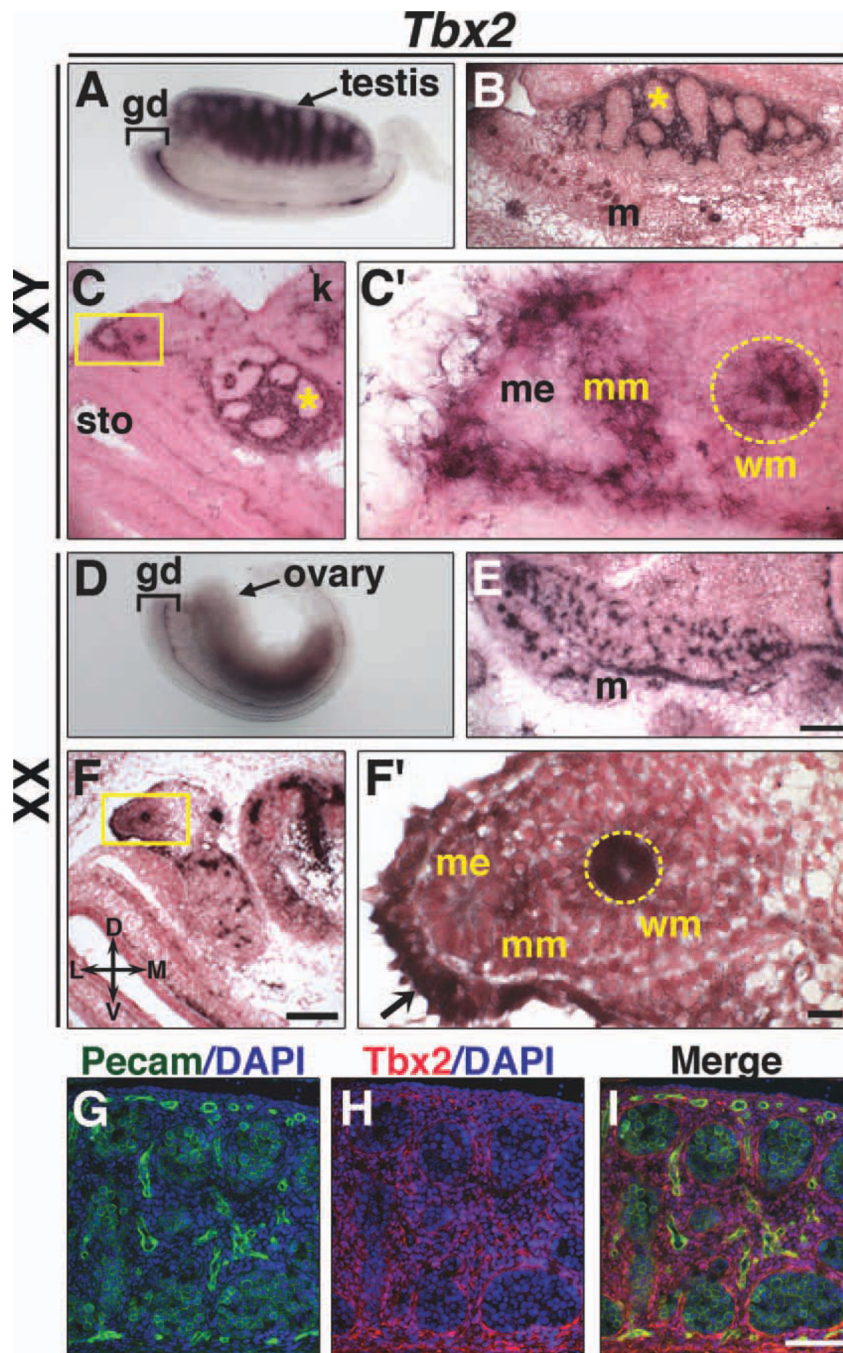 Tbx2
XY
A
gd
testis
B
*
m
C
k
sto
*
C'
me
mm
wm
XX
D
gd
ovary
E
m
F
D
L
M
V
F'
me
mm
wm
Pecam/DAPI
Tbx2/DAPI
Merge
G
H
I